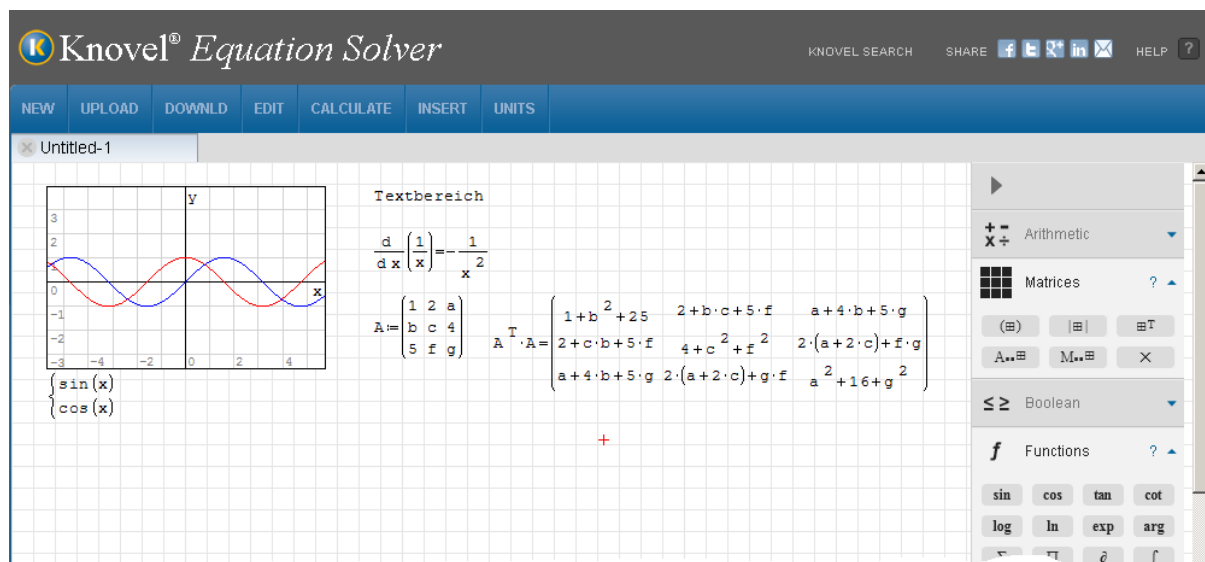 Knovel® Equation Solver
KNOVEL SEARCH SHARE HELP ?
NEW UPLOAD DOWNLD EDIT CALCULATE INSERT UNITS
Untitled-1
y
3
2
1
0
-1
-2
-3 -4 -2 0 2 4
x
{sin(x)
cos(x)
Textbereich
d/dx (1/x)=-1/x^2
A:=(1 2 a
b c 4
5 f g)
A^T·A=(1+b^2+25 2+b·c+5·f a+4·b+5·g
2+c·b+5·f 4+c^2+f^2 2·(a+2·c)+f·g
a+4·b+5·g 2·(a+2·c)+g·f a^2+16+g^2)
+ - x ÷ Arithmetic
Matrices ?
(⊞) |⊞| ⊞T
A..⊞ M..⊞ ×
≤ ≥ Boolean
f Functions ?
sin cos tan cot
log ln exp arg
Σ Π ∂ ∫